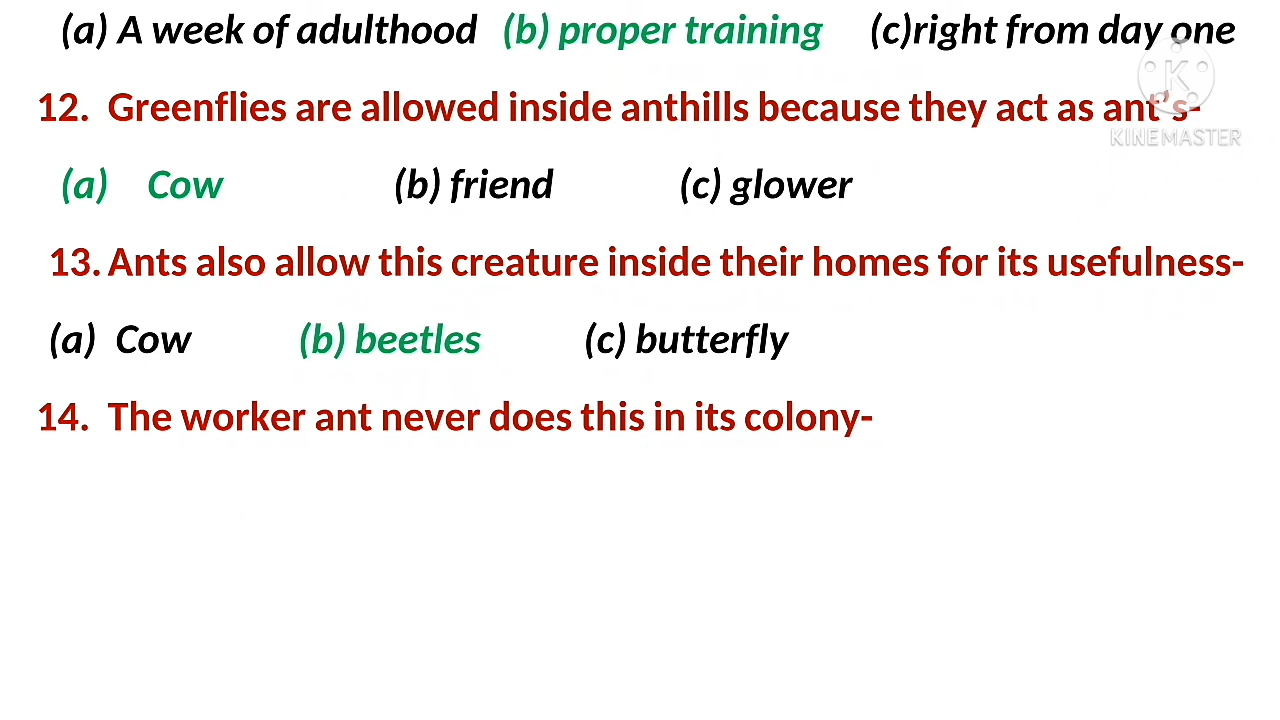 (a) A week of adulthood (b) proper training (c)right from day one
12. Greenflies are allowed inside anthills because they act as ant's-
K
KINEMASTER
(a) Cow (b) friend (c) glower
13. Ants also allow this creature inside their homes for its usefulness-
(a) Cow (b) beetles (c) butterfly
14. The worker ant never does this in its colony-